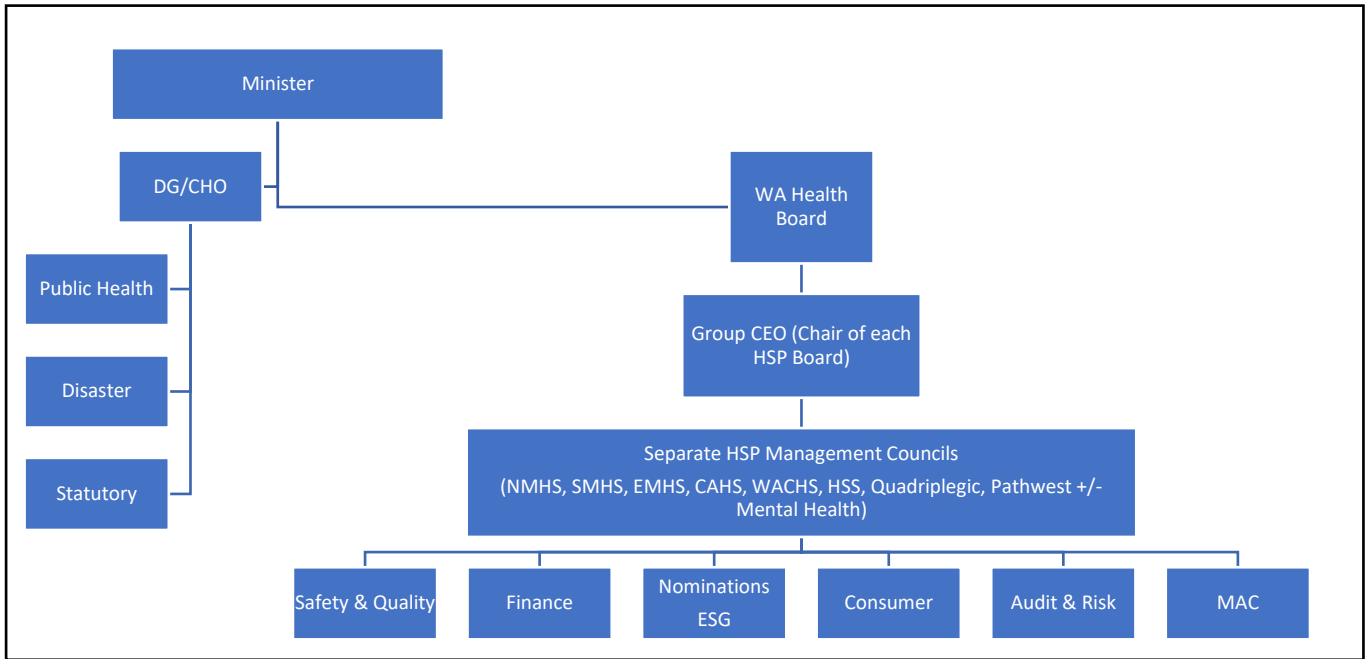 Minister
DG/CHO
WA Health
Board
Public Health
Group CEO (Chair of each
HSP Board)
Disaster
Separate HSP Management Councils
(NMHS, SMHS, EMHS, CAHS, WACHS, HSS, Quadriplegic, Pathwest +/-
Mental Health)
Statutory
Safety & Quality
Finance
Nominations
ESG
Consumer
Audit & Risk
MAC